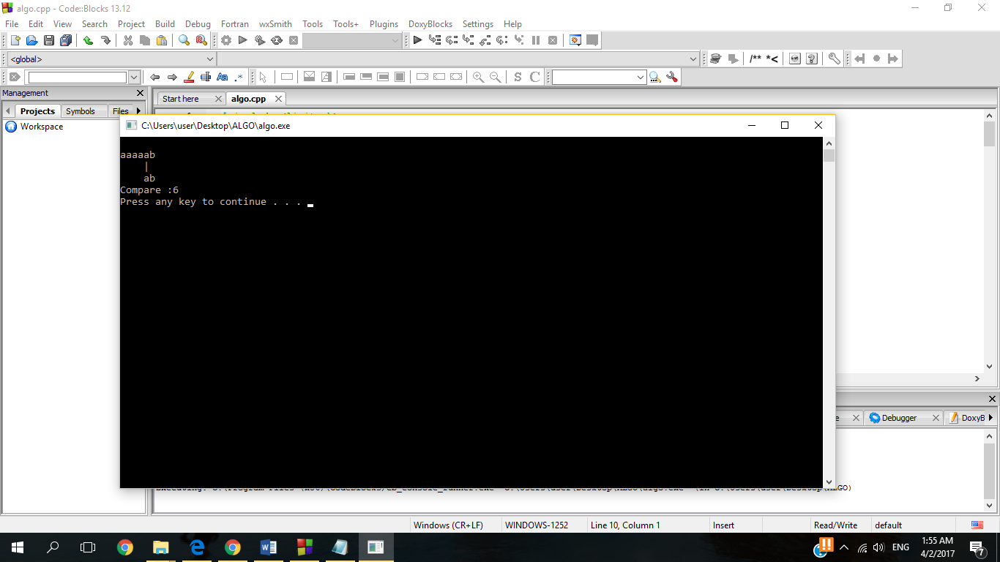 algo.cpp - Code::Blocks 13.12
File Edit View Search Project Build Debug Fortran wxSmith Tools Tools+ Plugins DoxyBlocks Settings Help
<global>
/** *<
Aa .*
S C
Management
Start here algo.cpp
Projects Symbols Files
Workspace
C:\Users\user\Desktop\ALGO\algo.exe
aaaaab
|
ab
Compare :6
Press any key to continue . . .
e Debugger DoxyB
Windows (CR+LF) WINDOWS-1252 Line 10, Column 1 Insert Read/Write default
ENG 1:55 AM
4/2/2017 7